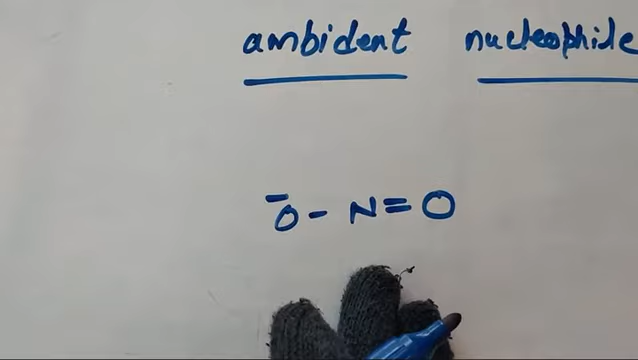 ambident nucleophile
⁻O - N = O